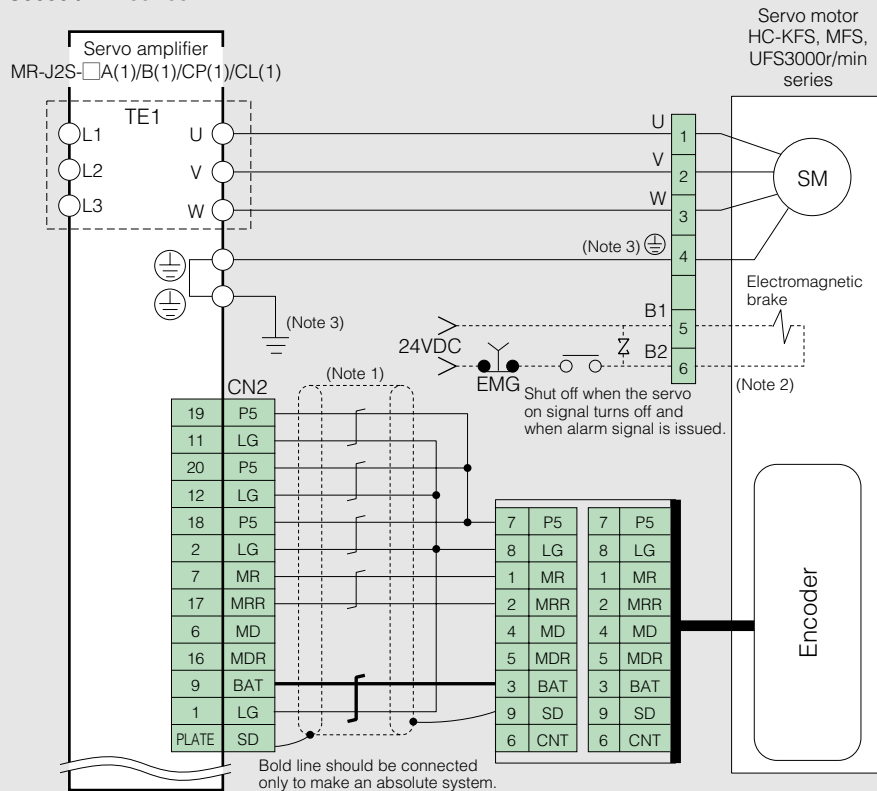 Servo motor
HC-KFS, MFS,
UFS3000r/min
series
Servo amplifier
MR-J2S-□A(1)/B(1)/CP(1)/CL(1)
TE1
L1
L2
L3
U
V
W
U
V
W
1
2
3
4
5
6
SM
(Note 3)
(Note 3)
Electromagnetic
brake
B1
B2
24VDC
EMG
(Note 2)
Shut off when the servo
on signal turns off and
when alarm signal is issued.
(Note 1)
CN2
19 P5
11 LG
20 P5
12 LG
18 P5
2 LG
7 MR
17 MRR
6 MD
16 MDR
9 BAT
1 LG
PLATE SD
7 P5 7 P5
8 LG 8 LG
1 MR 1 MR
2 MRR 2 MRR
4 MD 4 MD
5 MDR 5 MDR
3 BAT 3 BAT
9 SD 9 SD
6 CNT 6 CNT
Encoder
Bold line should be connected
only to make an absolute system.